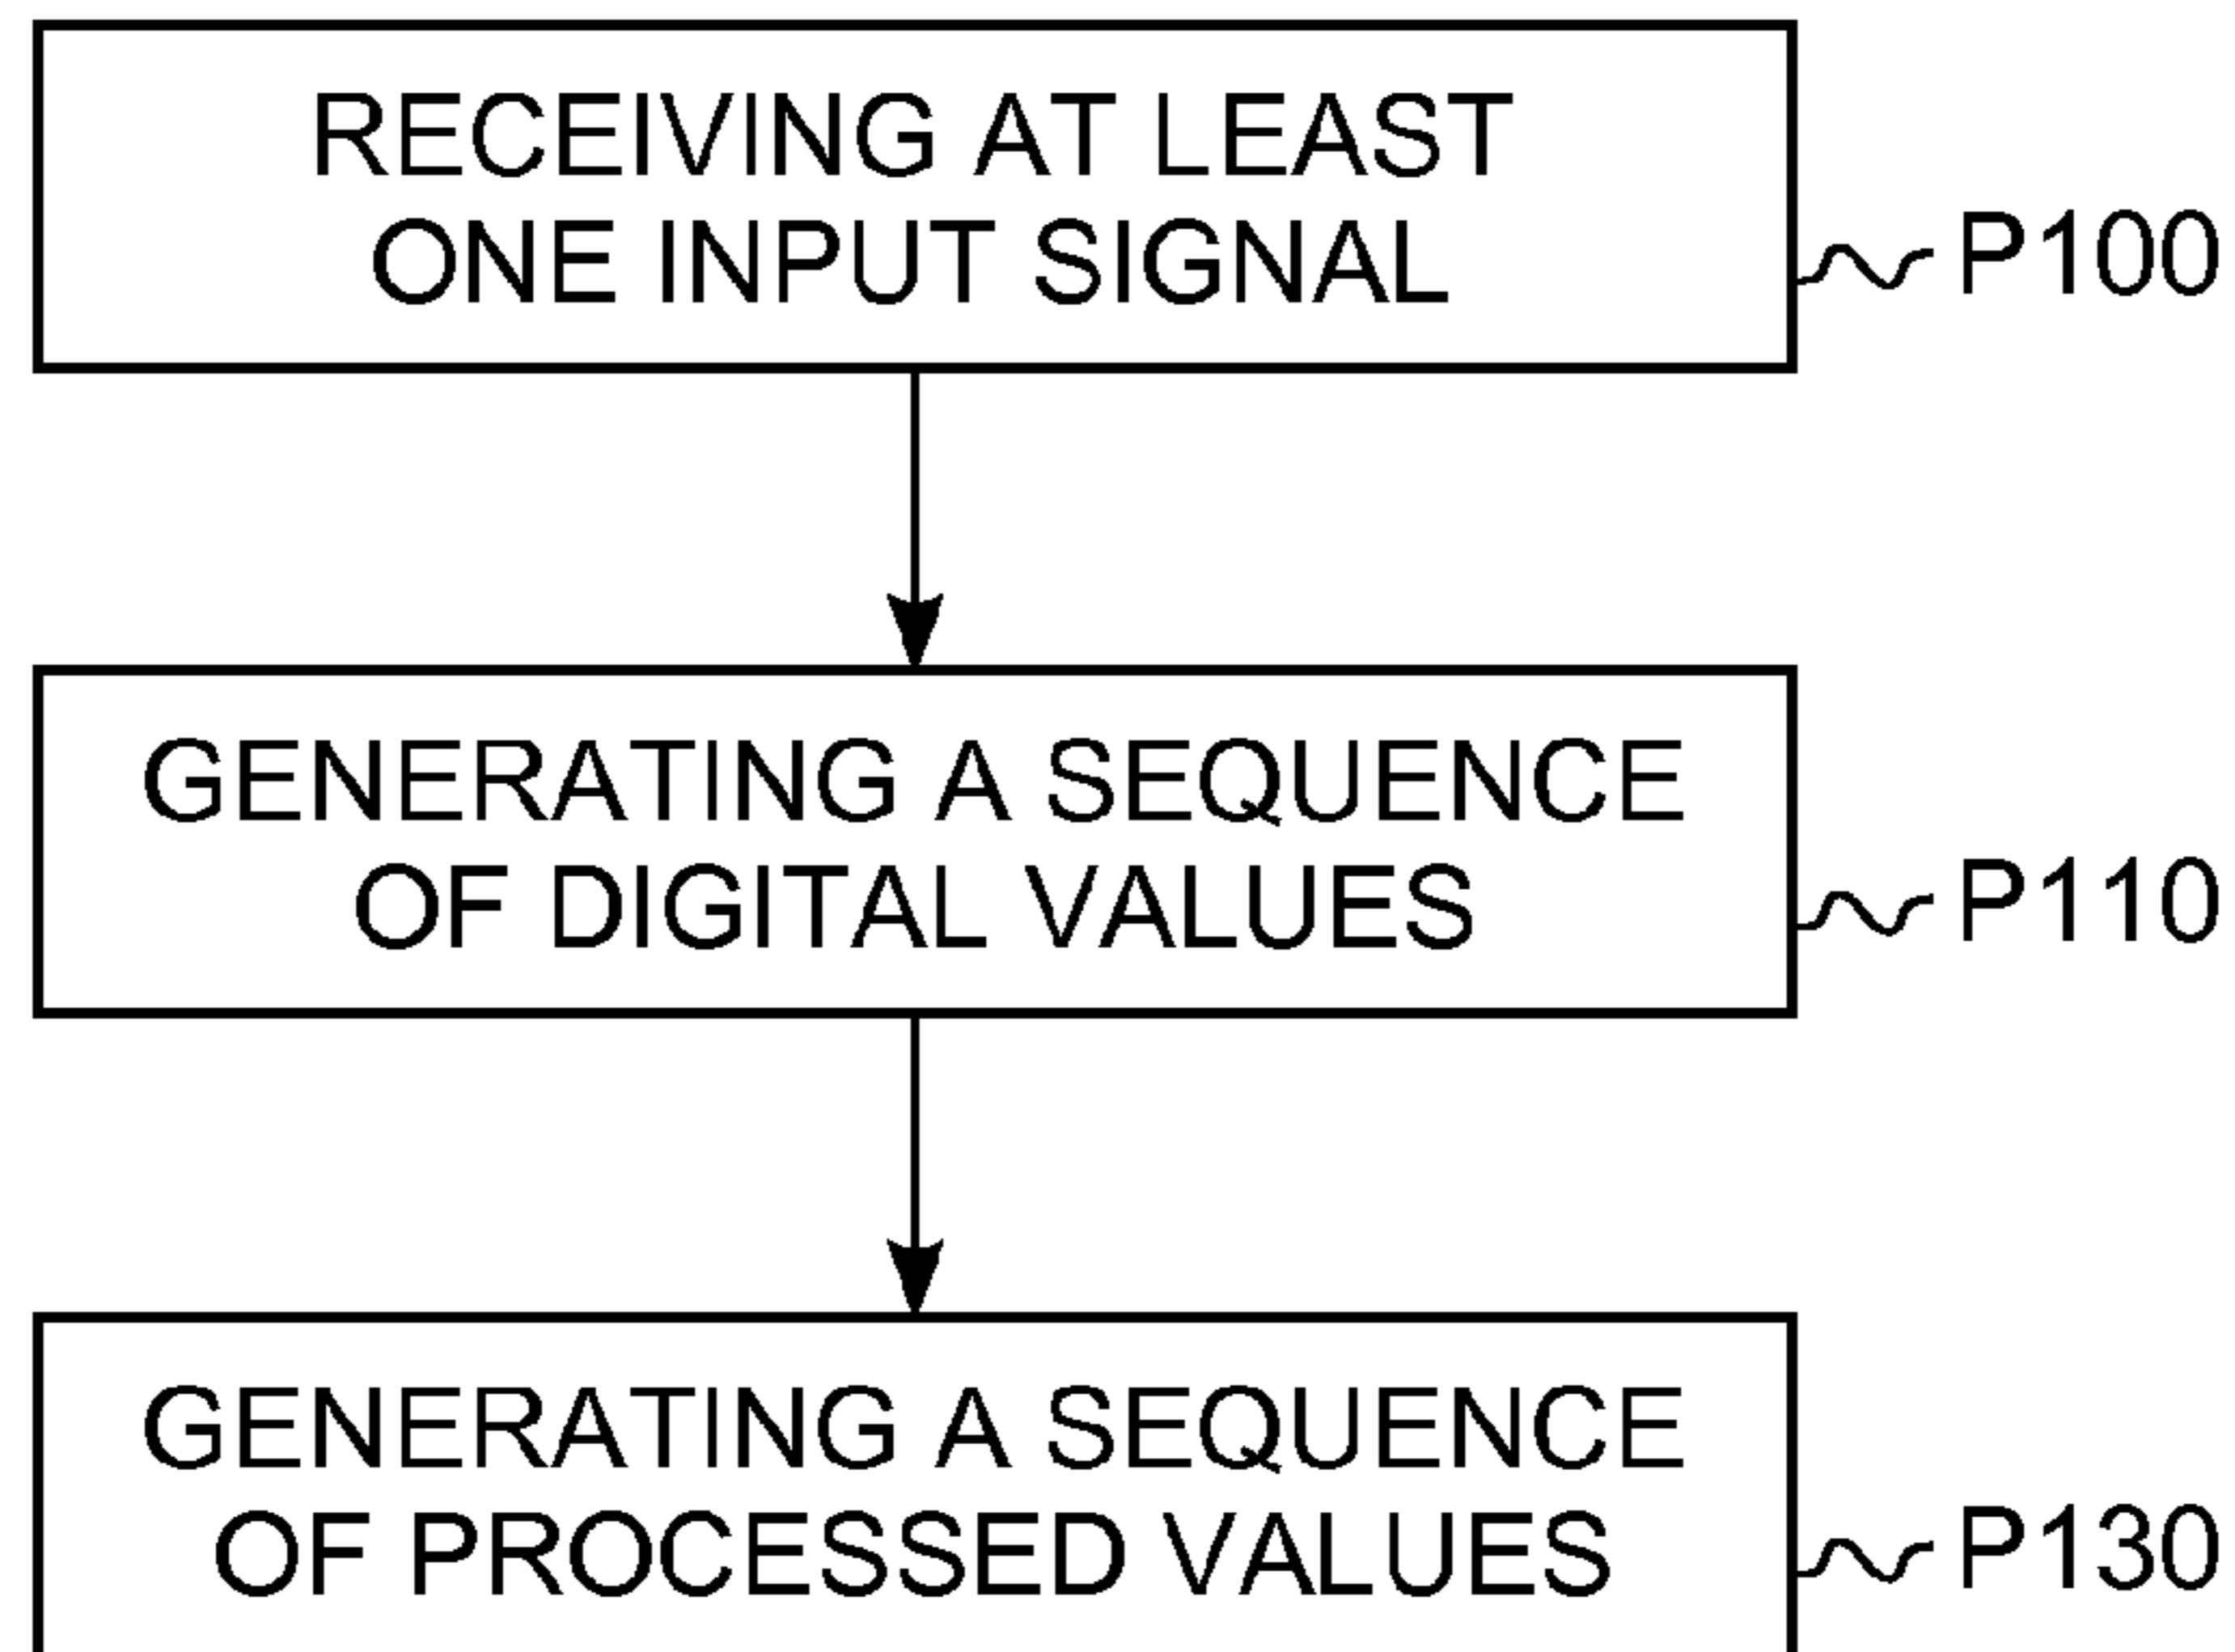 RECEIVING AT LEAST
ONE INPUT SIGNAL
P100
GENERATING A SEQUENCE
OF DIGITAL VALUES
P110
GENERATING A SEQUENCE
OF PROCESSED VALUES
P130